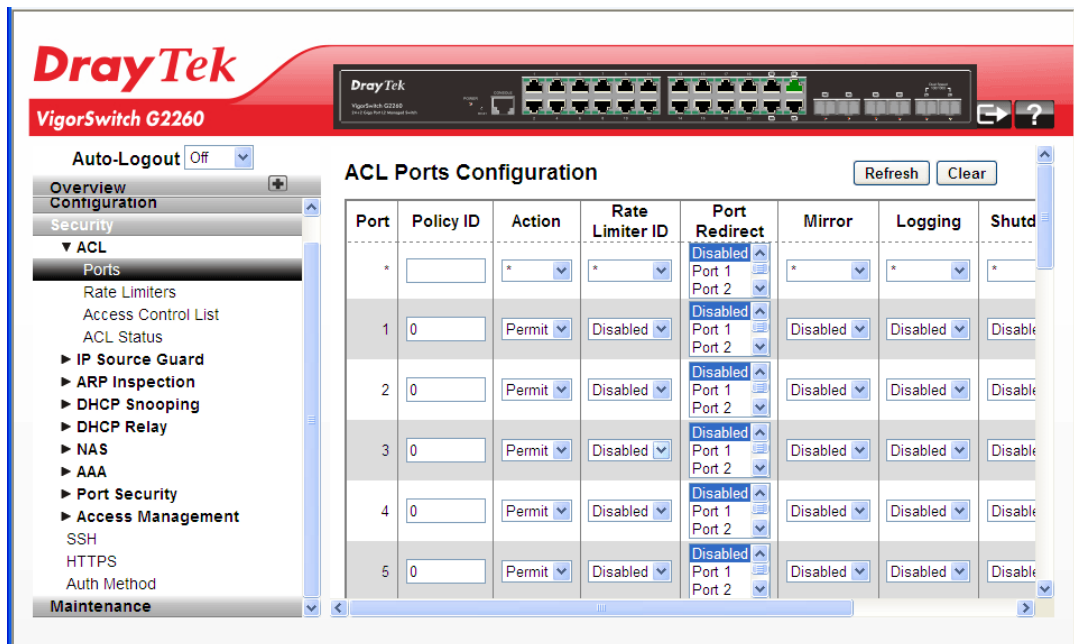 DrayTek
VigorSwitch G2260
DrayTek
VigorSwitch G2260
Auto-Logout Off
Overview
Configuration
Security
▼ ACL
Ports
Rate Limiters
Access Control List
ACL Status
► IP Source Guard
► ARP Inspection
► DHCP Snooping
► DHCP Relay
► NAS
► AAA
► Port Security
► Access Management
SSH
HTTPS
Auth Method
Maintenance
ACL Ports Configuration
Refresh Clear
Port Policy ID Action Rate Limiter ID Port Redirect Mirror Logging Shutd
* * * Disabled Port 1 Port 2 * * *
1 0 Permit Disabled Disabled Port 1 Port 2 Disabled Disabled Disable
2 0 Permit Disabled Disabled Port 1 Port 2 Disabled Disabled Disable
3 0 Permit Disabled Disabled Port 1 Port 2 Disabled Disabled Disable
4 0 Permit Disabled Disabled Port 1 Port 2 Disabled Disabled Disable
5 0 Permit Disabled Disabled Port 1 Port 2 Disabled Disabled Disable